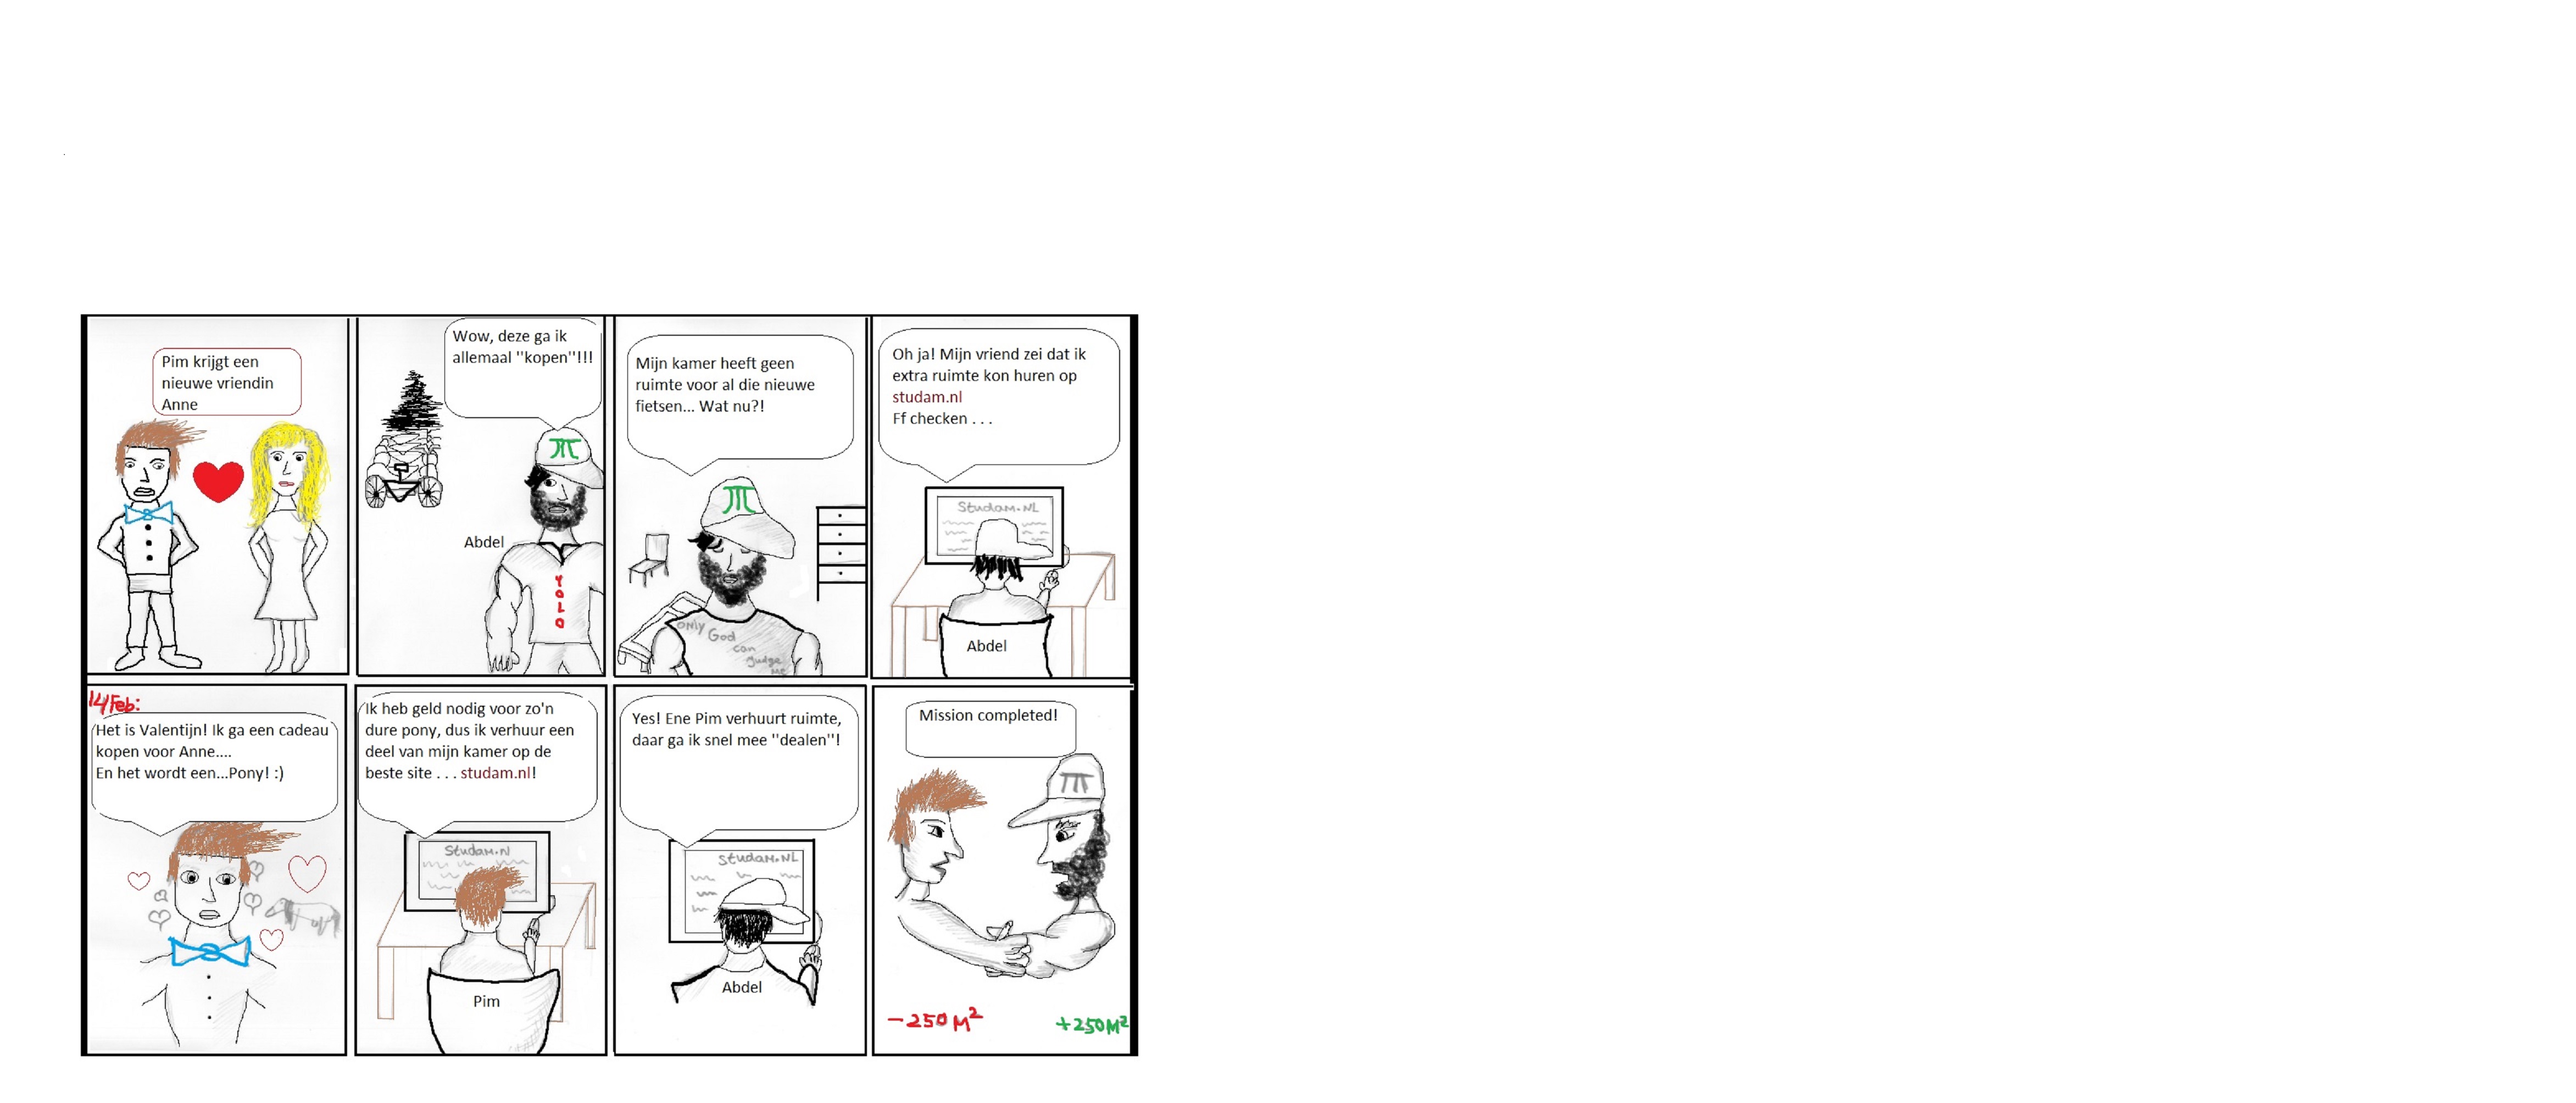 Pim krijgt een
nieuwe vriendin
Anne
Wow, deze ga ik
allemaal "kopen"!!!
Abdel
YOLO
Mijn kamer heeft geen
ruimte voor al die nieuwe
fietsen... Wat nu?!
only God
can
judge
me
Oh ja! Mijn vriend zei dat ik
extra ruimte kon huren op
studam.nl
Ff checken . . .
Studam.NL
Abdel
14 Feb:
Het is Valentijn! Ik ga een cadeau
kopen voor Anne....
En het wordt een...Pony! :)
Ik heb geld nodig voor zo'n
dure pony, dus ik verhuur een
deel van mijn kamer op de
beste site . . . studam.nl!
Studam.N
Pim
Yes! Ene Pim verhuurt ruimte,
daar ga ik snel mee "dealen"!
Studam.NL
Abdel
Mission completed!
-250 M²
+250M²